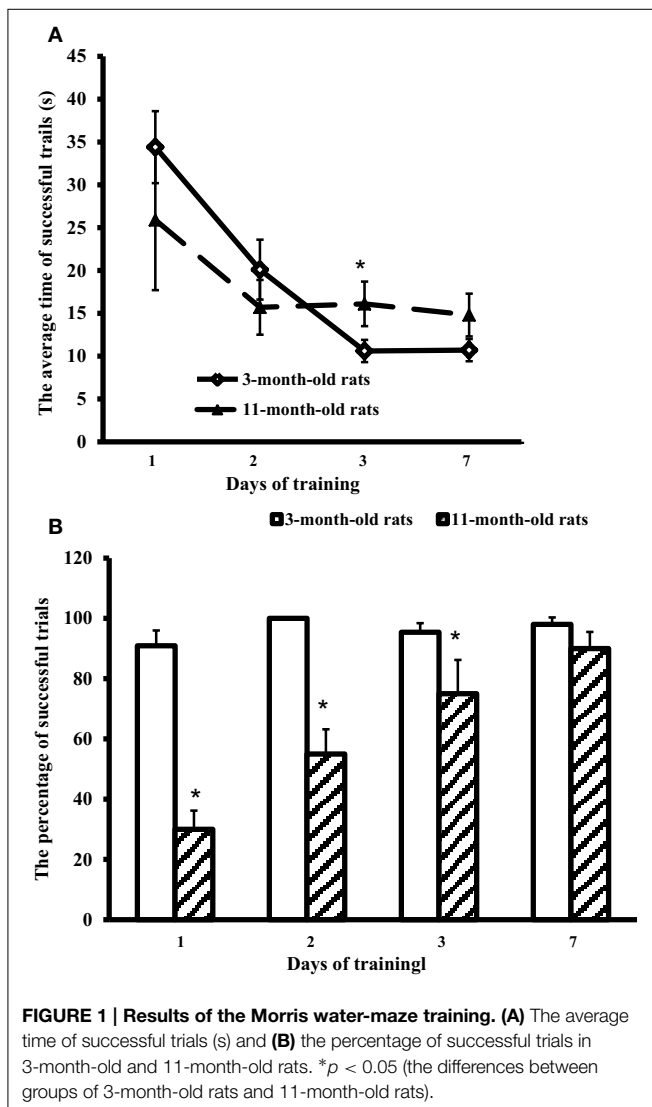 A
45
40
35
30
25
20
15
10
5
0
The average time of successful trails (s)
*
3-month-old rats
11-month-old rats
1 2 3 7
Days of training
3-month-old rats 11-month-old rats
B
120
100
80
60
40
20
0
The percentage of successful trials
*
*
*
1 2 3 7
Days of trainingl
FIGURE 1 | Results of the Morris water-maze training. (A) The average
time of successful trials (s) and (B) the percentage of successful trials in
3-month-old and 11-month-old rats. *p < 0.05 (the differences between
groups of 3-month-old rats and 11-month-old rats).